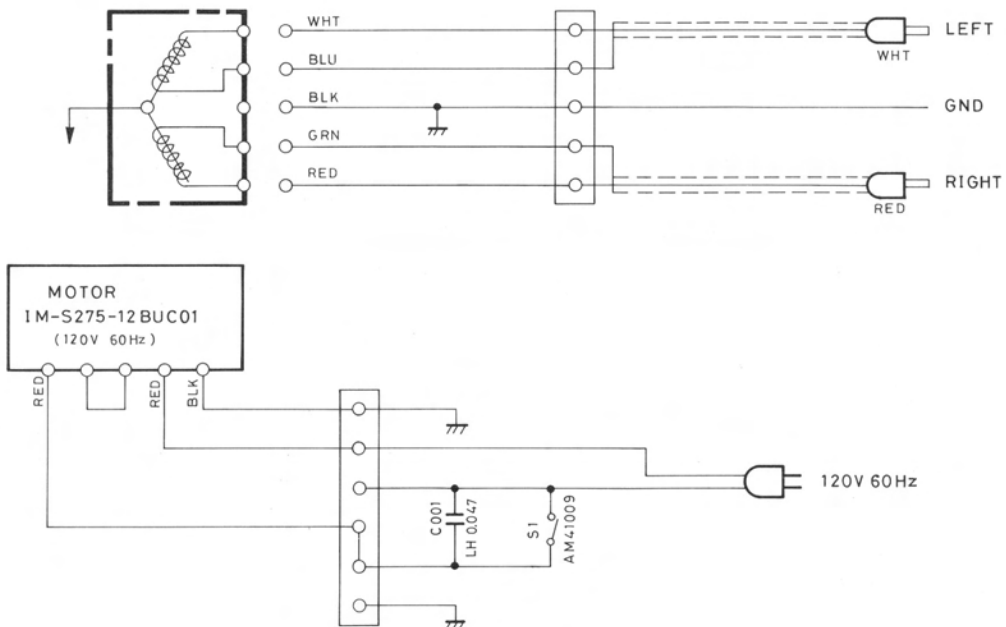 WHT
BLU
BLK
GRN
RED
WHT
LEFT
GND
RIGHT
RED
MOTOR
IM-S275-12BUC01
(120V 60Hz)
RED
RED
BLK
C001
LH 0.047
S1
AM41009
120V 60Hz